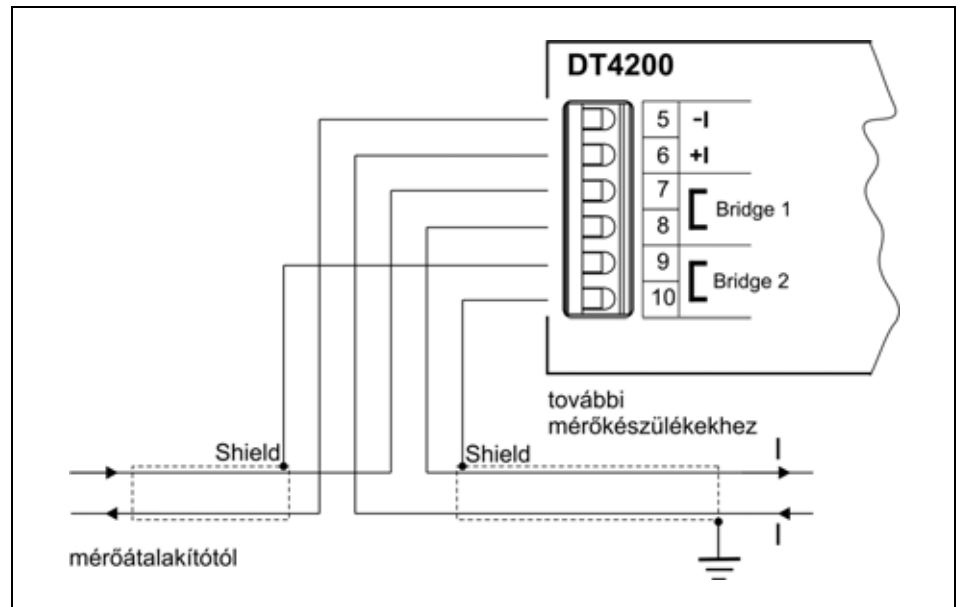 DT4200
5 -I
6 +I
7
Bridge 1
8
9
Bridge 2
10
további
mérőkészülékekhez
Shield
Shield
I
I
mérőátalakítótól